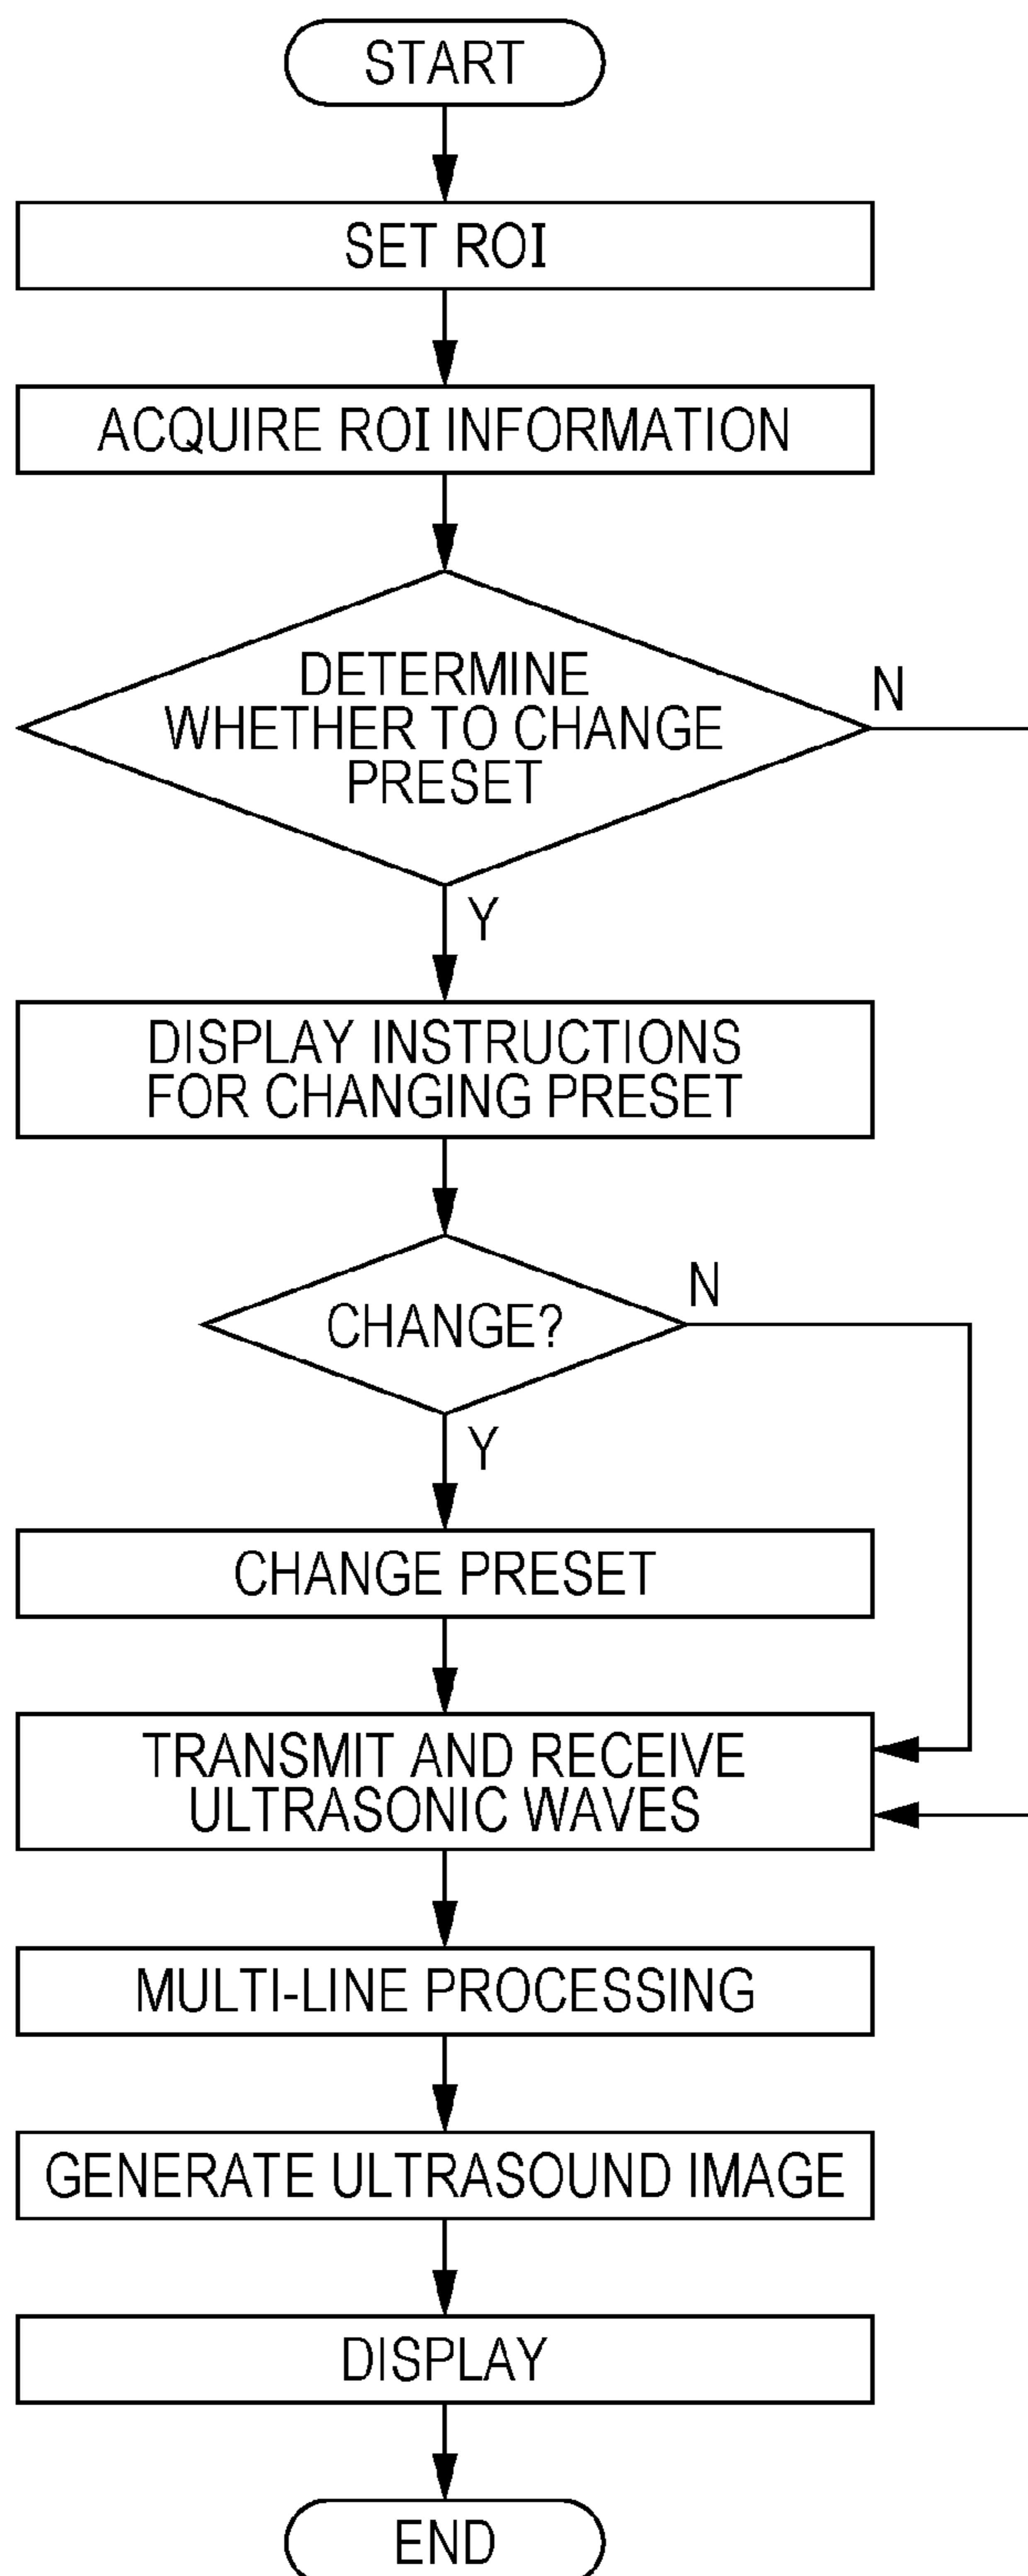 START
SET ROI
ACQUIRE ROI INFORMATION
DETERMINE
WHETHER TO CHANGE
PRESET
N
Y
DISPLAY INSTRUCTIONS
FOR CHANGING PRESET
CHANGE?
N
Y
CHANGE PRESET
TRANSMIT AND RECEIVE
ULTRASONIC WAVES
MULTI-LINE PROCESSING
GENERATE ULTRASOUND IMAGE
DISPLAY
END